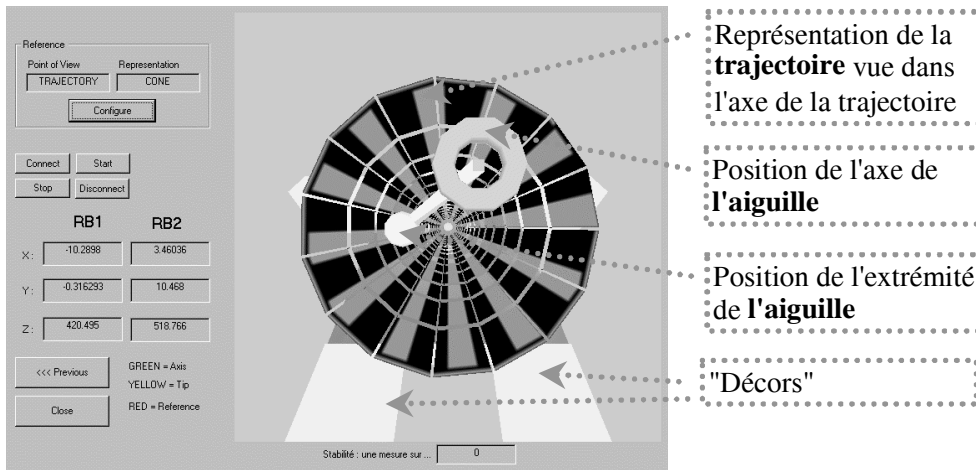 Reference
Point of View Representation
TRAJECTORY CONE
Configure
Connect Start
Stop Disconnect
RB1 RB2
X: -10.2898 3.46036
Y: -0.316293 10.468
Z: 420.495 518.766
<<< Previous
Close
GREEN = Axis
YELLOW = Tip
RED = Reference
Stabilité : une mesure sur ... 0
Représentation de la
trajectoire vue dans
l'axe de la trajectoire
Position de l'axe de
l'aiguille
Position de l'extrémité
de l'aiguille
"Décors"